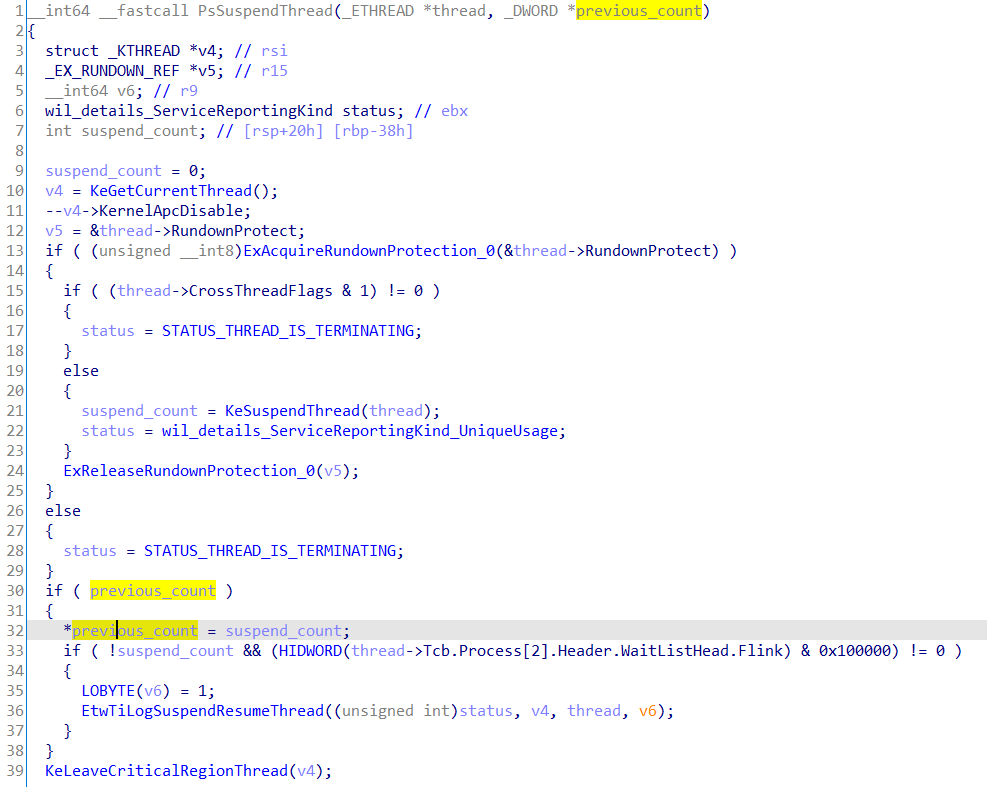 1 __int64 __fastcall PsSuspendThread(_ETHREAD *thread, _DWORD *previous_count)
2 {
3 struct _KTHREAD *v4; // rsi
4 _EX_RUNDOWN_REF *v5; // r15
5 __int64 v6; // r9
6 wil_details_ServiceReportingKind status; // ebx
7 int suspend_count; // [rsp+20h] [rbp-38h]
8
9 suspend_count = 0;
10 v4 = KeGetCurrentThread();
11 --v4->KernelApcDisable;
12 v5 = &thread->RundownProtect;
13 if ( (unsigned __int8)ExAcquireRundownProtection_0(&thread->RundownProtect) )
14 {
15 if ( (thread->CrossThreadFlags & 1) != 0 )
16 {
17 status = STATUS_THREAD_IS_TERMINATING;
18 }
19 else
20 {
21 suspend_count = KeSuspendThread(thread);
22 status = wil_details_ServiceReportingKind_UniqueUsage;
23 }
24 ExReleaseRundownProtection_0(v5);
25 }
26 else
27 {
28 status = STATUS_THREAD_IS_TERMINATING;
29 }
30 if ( previous_count )
31 {
32 *previous_count = suspend_count;
33 if ( !suspend_count && (HIDWORD(thread->Tcb.Process[2].Header.WaitListHead.Flink) & 0x100000) != 0 )
34 {
35 LOBYTE(v6) = 1;
36 EtwTiLogSuspendResumeThread((unsigned int)status, v4, thread, v6);
37 }
38 }
39 KeLeaveCriticalRegionThread(v4);